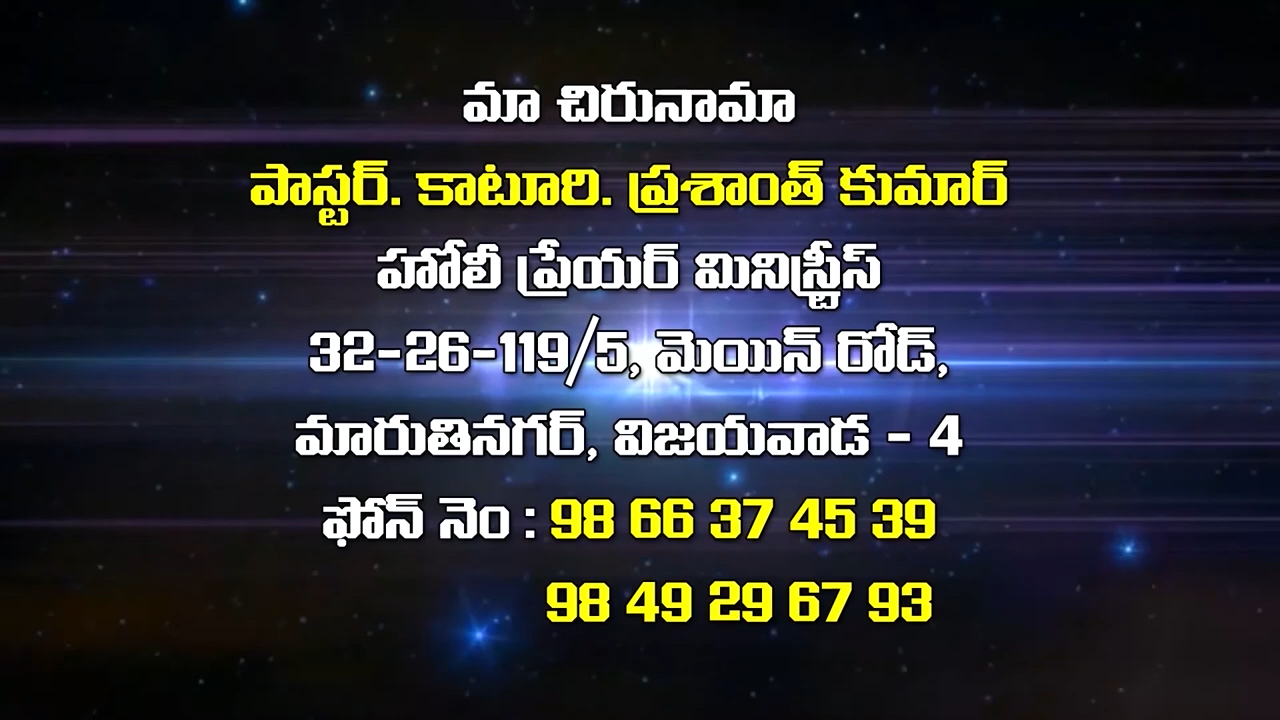 మా చిరునామా
పాస్టర్. కాటూరి. ప్రశాంత్ కుమార్
హోలీ ప్రేయర్ మినిస్ట్రీస్
32-26-119/5, మెయిన్ రోడ్,
మారుతినగర్, విజయవాడ - 4
ఫోన్ నెం : 98 66 37 45 39
98 49 29 67 93